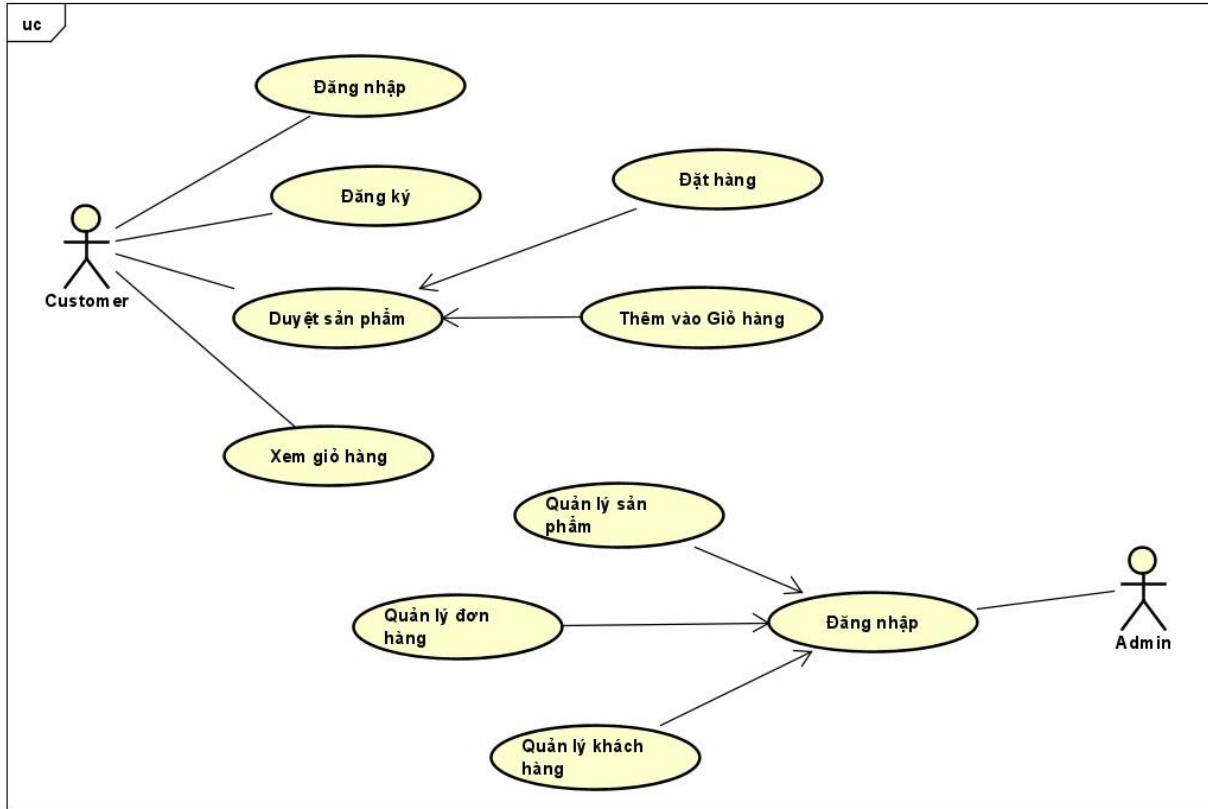 uc
Đăng nhập
Đăng ký
Đặt hàng
Customer
Duyệt sản phẩm
Thêm vào Giỏ hàng
Xem giỏ hàng
Quản lý sản
phẩm
Quản lý đơn
hàng
Đăng nhập
Admin
Quản lý khách
hàng